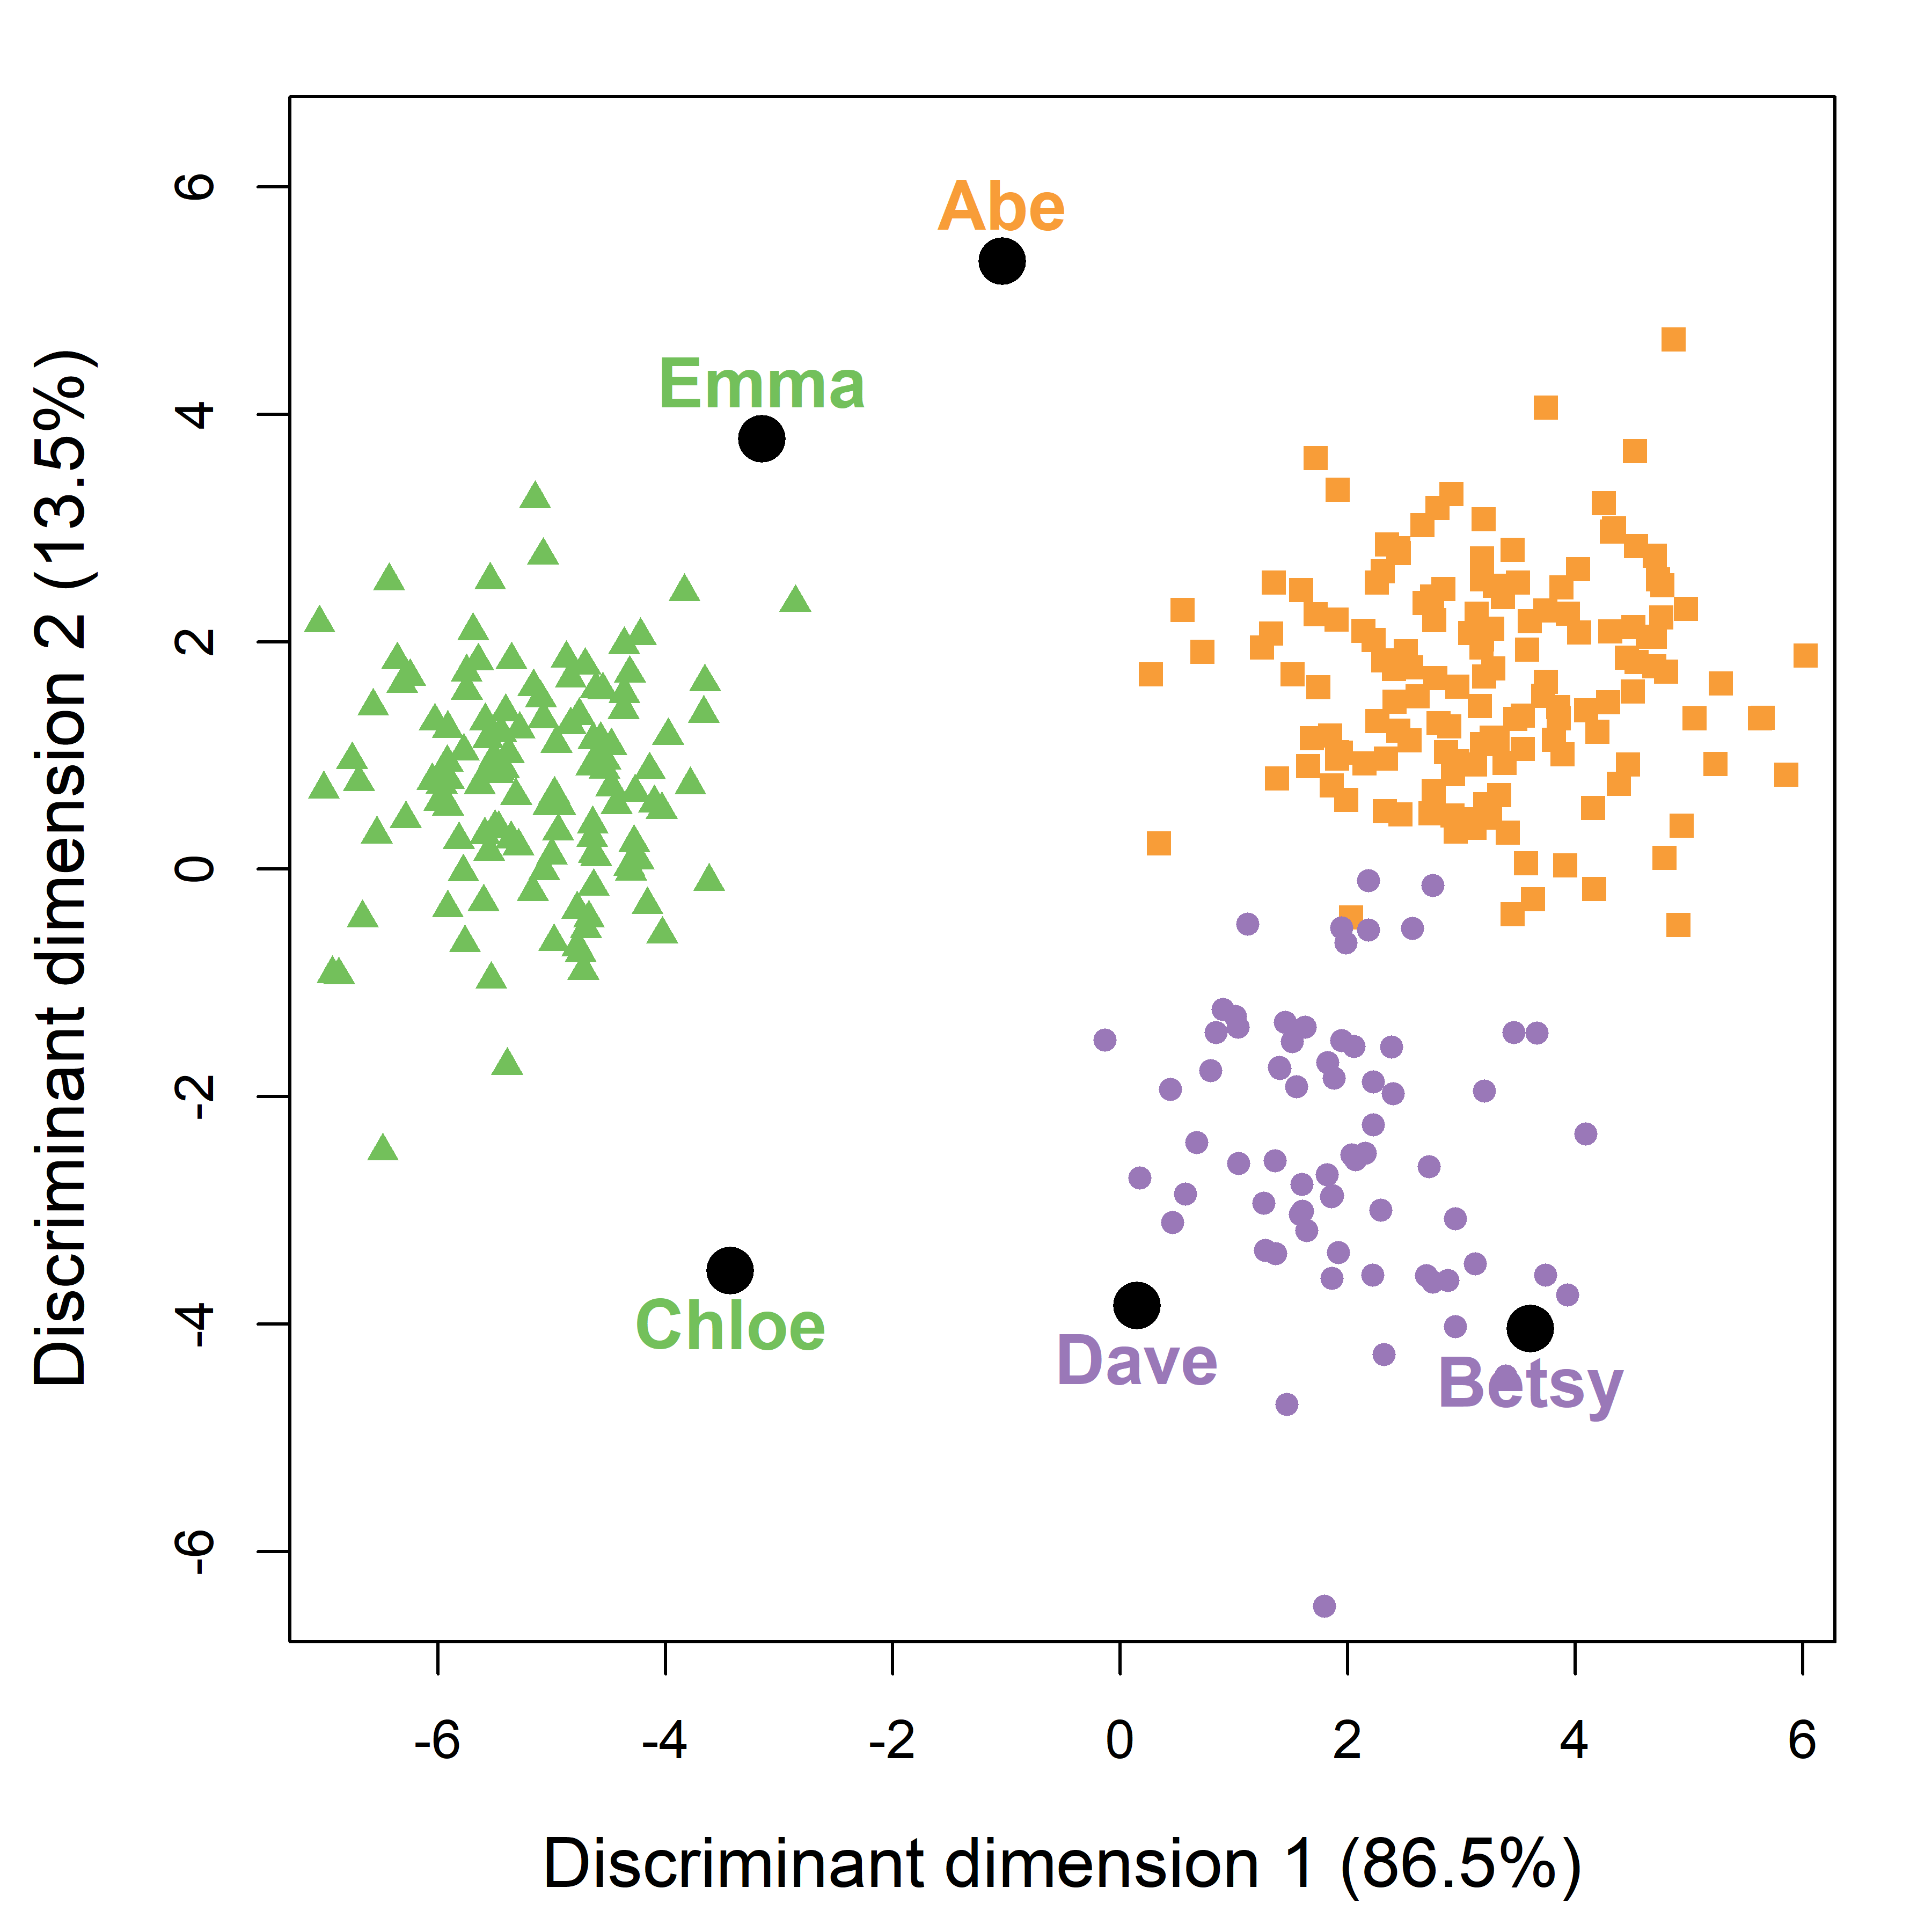 Abe
Emma
Chloe
Dave
Betsy
Discriminant dimension 2 (13.5%)
6
4
2
0
-2
-4
-6
-6
-4
-2
0
2
4
6
Discriminant dimension 1 (86.5%)